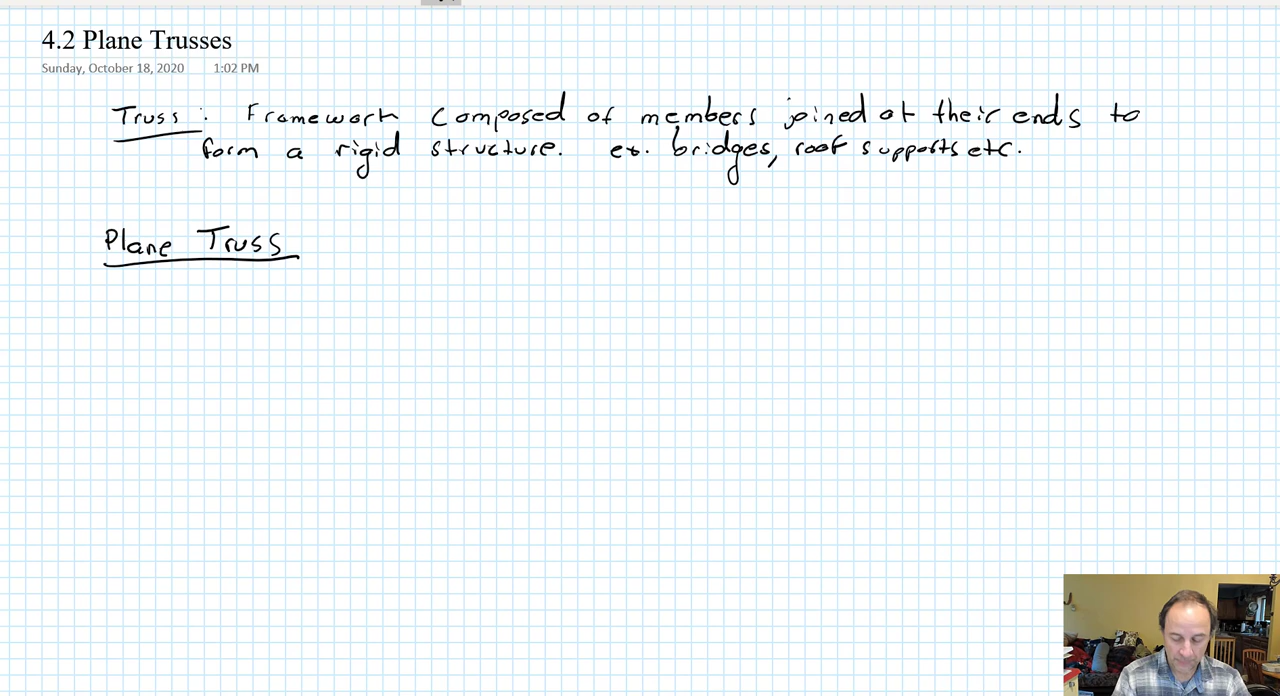 4.2 Plane Trusses
Sunday, October 18, 2020 1:02 PM
Truss: Framework composed of members joined at their ends to
form a rigid structure. ex. bridges, roof supports etc.
Plane Truss